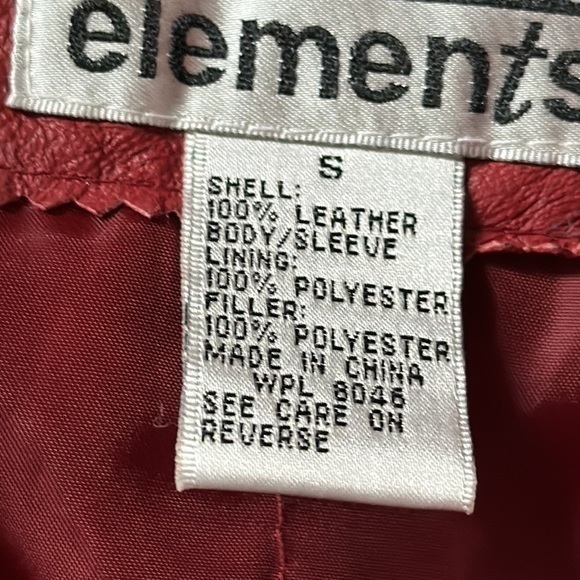 elements
S
SHELL:
100% LEATHER
BODY/SLEEVE
LINING:
100% POLYESTER
FILLER:
100% POLYESTER
MADE IN CHINA
WPL 8046
SEE CARE ON
REVERSE